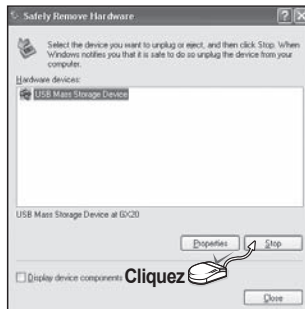 Safely Remove Hardware
Select the device you want to unplug or eject, and then click Stop. When
Windows notifies you that it is safe to do so unplug the device from your
computer.
Hardware devices:
USB Mass Storage Device
USB Mass Storage Device at GX20
Properties
Stop
Display device components
Cliquez
Close